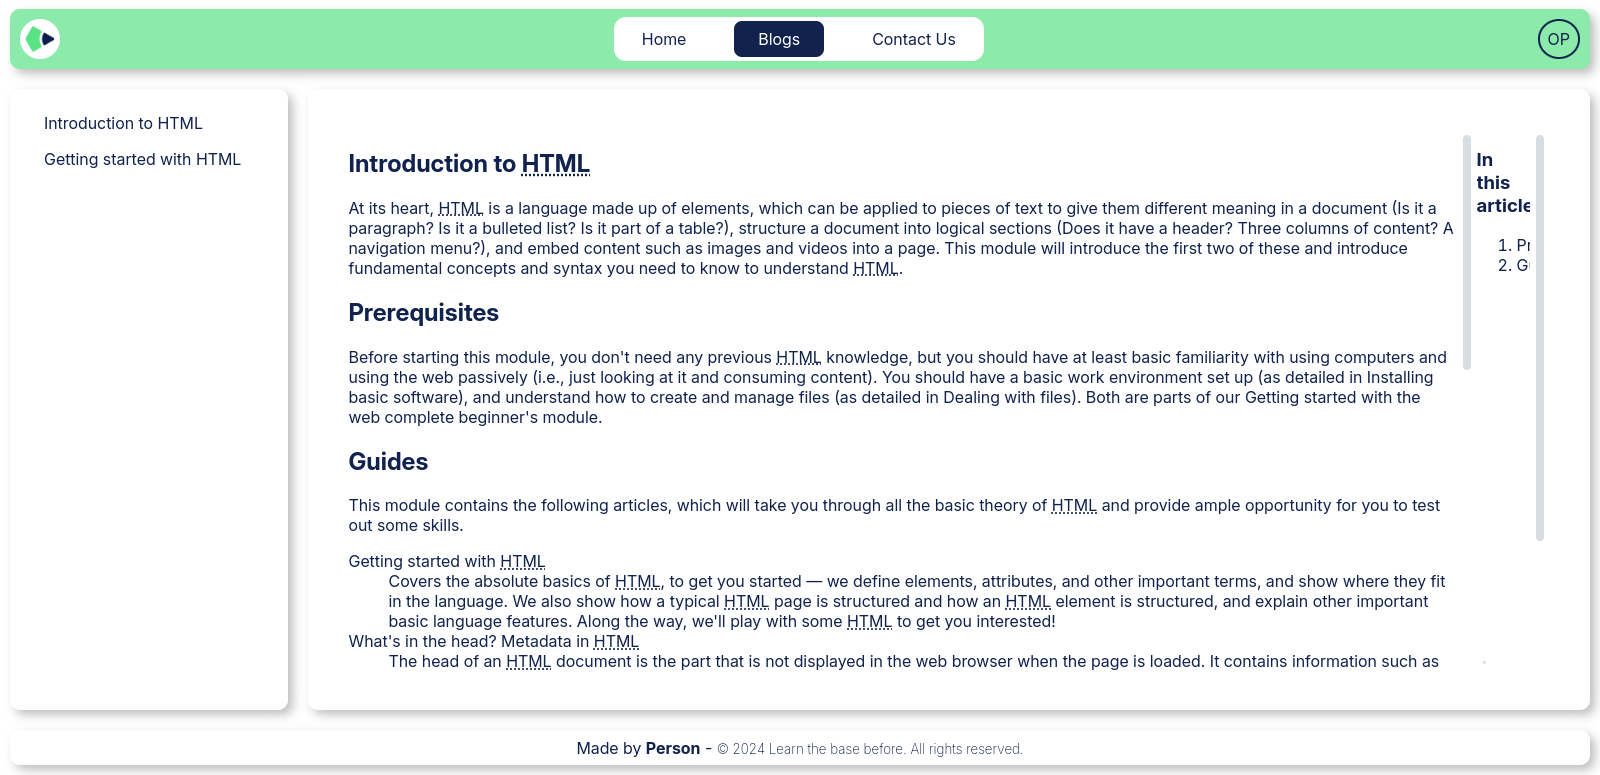 Home
Blogs
Contact Us
OP
Introduction to HTML
Getting started with HTML
Introduction to HTML
At its heart, HTML is a language made up of elements, which can be applied to pieces of text to give them different meaning in a document (Is it a
paragraph? Is it a bulleted list? Is it part of a table?), structure a document into logical sections (Does it have a header? Three columns of content? A
navigation menu?), and embed content such as images and videos into a page. This module will introduce the first two of these and introduce
fundamental concepts and syntax you need to know to understand HTML.
Prerequisites
Before starting this module, you don't need any previous HTML knowledge, but you should have at least basic familiarity with using computers and
using the web passively (i.e., just looking at it and consuming content). You should have a basic work environment set up (as detailed in Installing
basic software), and understand how to create and manage files (as detailed in Dealing with files). Both are parts of our Getting started with the
web complete beginner's module.
Guides
This module contains the following articles, which will take you through all the basic theory of HTML and provide ample opportunity for you to test
out some skills.
Getting started with HTML
Covers the absolute basics of HTML, to get you started — we define elements, attributes, and other important terms, and show where they fit
in the language. We also show how a typical HTML page is structured and how an HTML element is structured, and explain other important
basic language features. Along the way, we'll play with some HTML to get you interested!
What's in the head? Metadata in HTML
The head of an HTML document is the part that is not displayed in the web browser when the page is loaded. It contains information such as
In
this
article
1.
2.
Made by Person - © 2024 Learn the base before. All rights reserved.